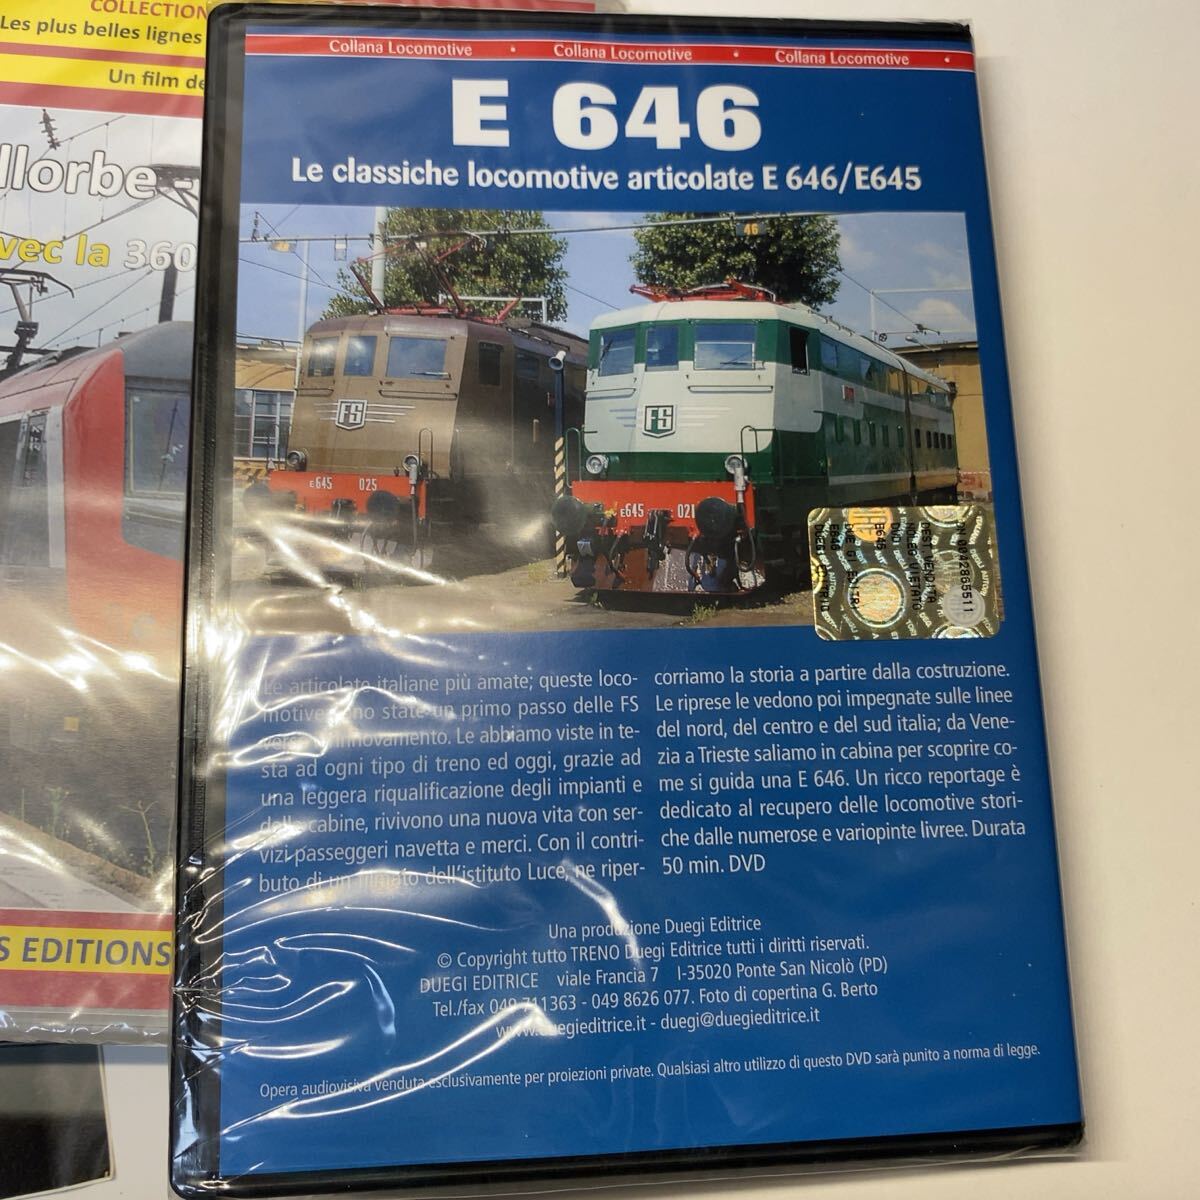 COLLECTION
Les plus belles lignes
Un film de
llorbe -
vec la 360
S EDITIONS
Collana Locomotive • Collana Locomotive • Collana Locomotive •
E 646
Le classiche locomotive articolate E 646/E645
46
FS
FS
E645 025
E645 021
Le articolate italiane più amate; queste loco-
motive sono state un primo passo delle FS
innovamento. Le abbiamo viste in te-
sta ad ogni tipo di treno ed oggi, grazie ad
una leggera riqualificazione degli impianti e
delle cabine, rivivono una nuova vita con ser-
vizi passeggeri navetta e merci. Con il contri-
buto di un filmato dell'istituto Luce, ne riper-
corriamo la storia a partire dalla costruzione.
Le riprese le vedono poi impegnate sulle linee
del nord, del centro e del sud italia; da Vene-
zia a Trieste saliamo in cabina per scoprire co-
me si guida una E 646. Un ricco reportage è
dedicato al recupero delle locomotive stori-
che dalle numerose e variopinte livree. Durata
50 min. DVD
Una produzione Duegi Editrice
© Copyright tutto TRENO Duegi Editrice tutti i diritti riservati.
DUEGI EDITRICE viale Francia 7 I-35020 Ponte San Nicolò (PD)
Tel./fax 049 711363 - 049 8626 077. Foto di copertina G. Berto
www.duegieditrice.it - duegi@duegieditrice.it
Opera audiovisiva venduta esclusivamente per proiezioni private. Qualsiasi altro utilizzo di questo DVD sarà punito a norma di legge.
DEST.VENDITA
NOLEG VIETATO
DVD
E645
E646